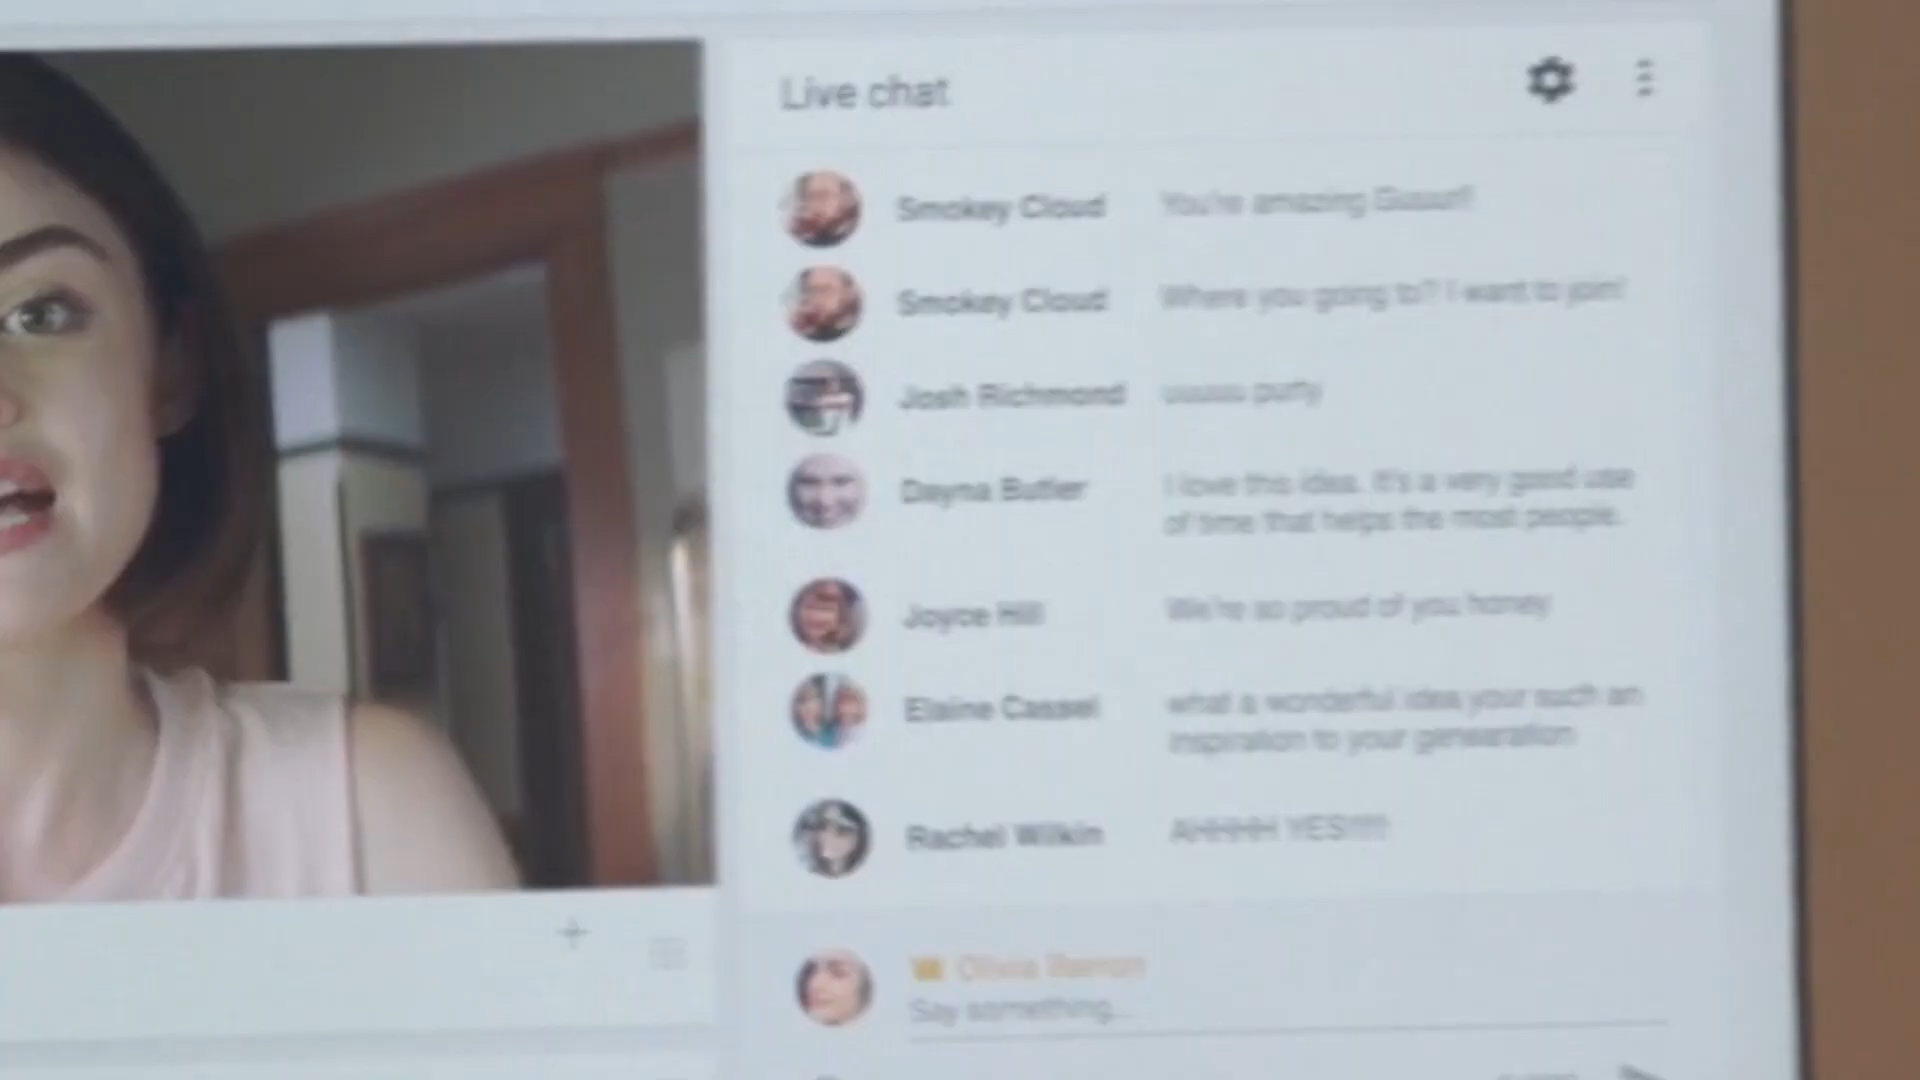 Live chat
Smokey Cloud You're amazing
Smokey Cloud Where you going to? I want to join!
Josh Richmond purty
Dayna Butler I love this idea. It's a very good use
of time that helps the most people.
Joyce Hill We're so proud of you honey
Elaine Cassel what a wonderful idea your such an
inspiration to your
Rachel Wilkin AHHHH YES!!!!!
Olivia Barron
Say something...